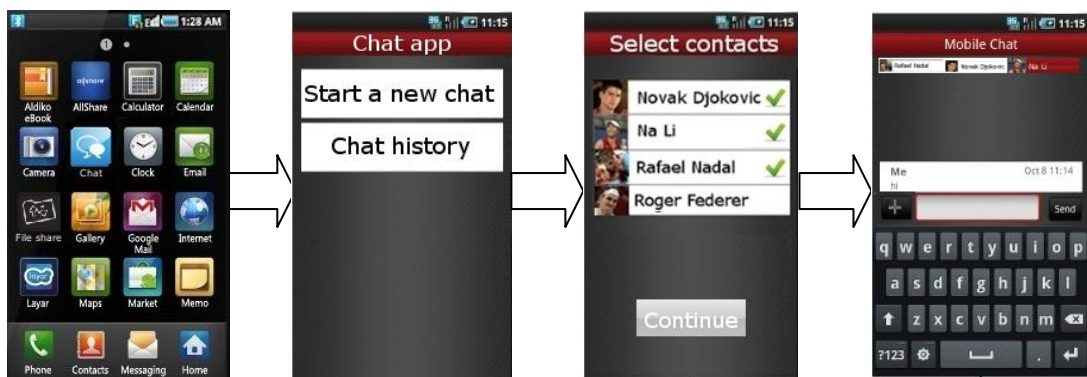 1:28 AM
1
Aldiko eBook
AllShare
Calculator
Calendar
Camera
Chat
Clock
Email
File share
Gallery
Google Mail
Internet
Layar
Maps
Market
Memo
Phone
Contacts
Messaging
Home
11:15
Chat app
Start a new chat
Chat history
11:15
Select contacts
Novak Djokovic
Na Li
Rafael Nadal
Roger Federer
Continue
11:15
Mobile Chat
Rafael Nadal
Novak Djokovic
Na Li
Me
Oct 8 11:14
hi
Send
q w e r t y u i o p
a s d f g h j k l
z x c v b n m
?123 .